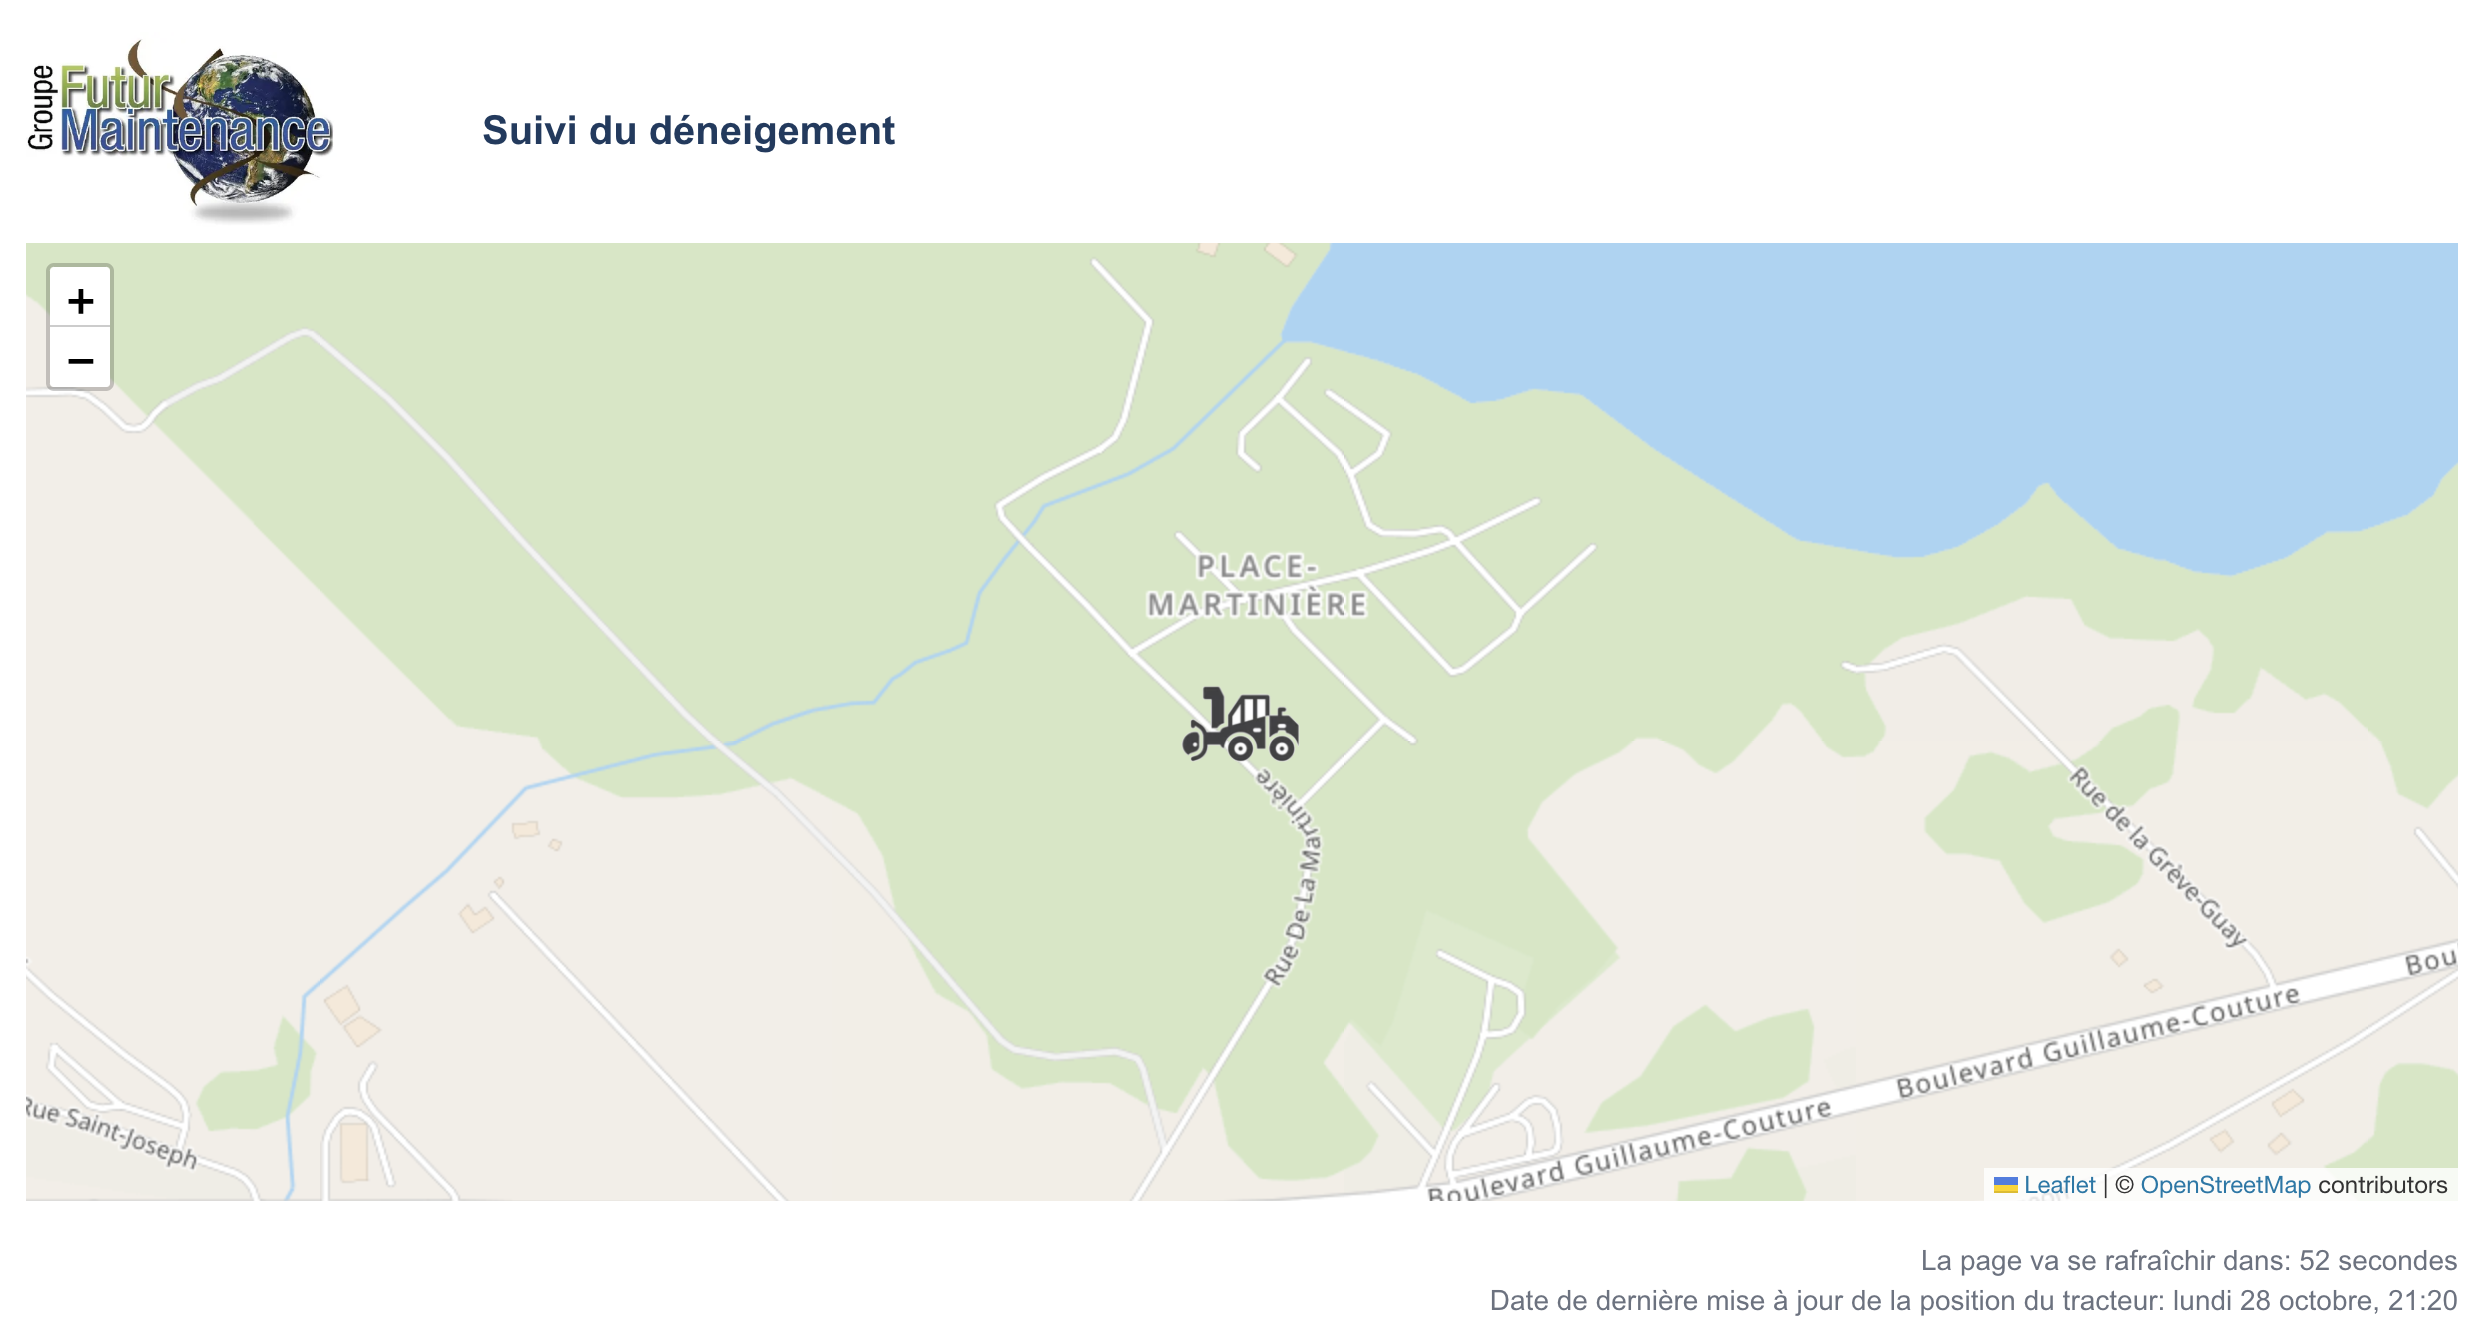 Groupe
Futur
Maintenance
Suivi du déneigement
+
−
PLACE-
MARTINIÈRE
Rue De La Martinière
Rue de la Grève-Guay
Bou
Boulevard Guillaume-Couture
Boulevard Guillaume-Couture
Rue Saint-Joseph
Leaflet | © OpenStreetMap contributors
La page va se rafraîchir dans: 52 secondes
Date de dernière mise à jour de la position du tracteur: lundi 28 octobre, 21:20